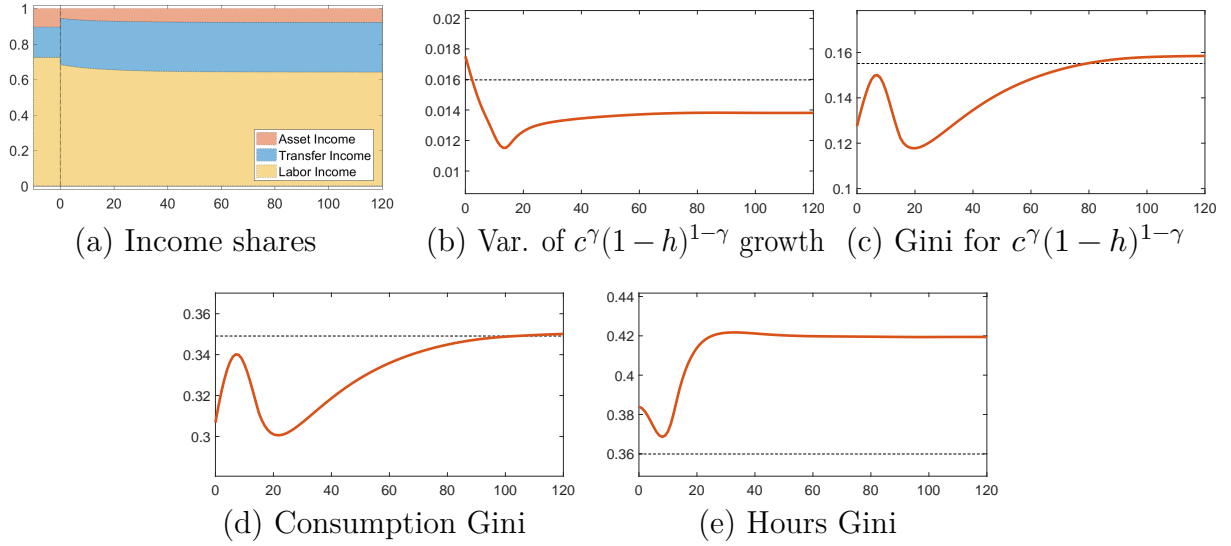 1
0.8
0.6
0.4
0.2
0
Asset Income
Transfer Income
Labor Income
0 20 40 60 80 100 120
(a) Income shares
0.02
0.018
0.016
0.014
0.012
0.01
0 20 40 60 80 100 120
(b) Var. of c^γ(1 − h)^{1−γ} growth
0.16
0.14
0.12
0.1
0 20 40 60 80 100 120
(c) Gini for c^γ(1 − h)^{1−γ}
0.36
0.34
0.32
0.3
0 20 40 60 80 100 120
(d) Consumption Gini
0.44
0.42
0.4
0.38
0.36
0 20 40 60 80 100 120
(e) Hours Gini